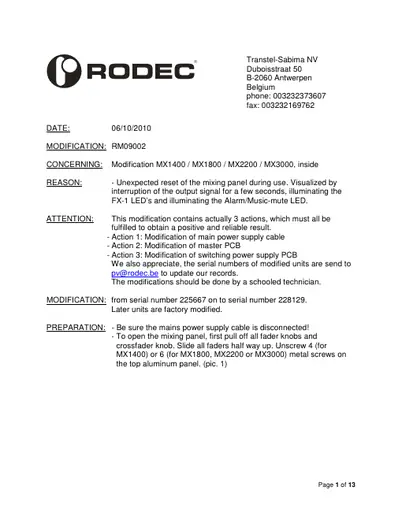 RODEC
Transtel-Sabima NV
Duboisstraat 50
B-2060 Antwerpen
Belgium
phone: 003232373607
fax: 003232169762
DATE: 06/10/2010
MODIFICATION: RM09002
CONCERNING: Modification MX1400 / MX1800 / MX2200 / MX3000, inside
REASON: - Unexpected reset of the mixing panel during use. Visualized by
interruption of the output signal for a few seconds, illuminating the
FX-1 LED's and illuminating the Alarm/Music-mute LED.
ATTENTION: This modification contains actually 3 actions, which must all be
fulfilled to obtain a positive and reliable result.
- Action 1: Modification of main power supply cable
- Action 2: Modification of master PCB
- Action 3: Modification of switching power supply PCB
We also appreciate, the serial numbers of modified units are send to
pv@rodec.be to update our records.
The modifications should be done by a schooled technician.
MODIFICATION: from serial number 225667 on to serial number 228129.
Later units are factory modified.
PREPARATION: - Be sure the mains power supply cable is disconnected!
- To open the mixing panel, first pull off all fader knobs and
crossfader knob. Slide all faders half way up. Unscrew 4 (for
MX1400) or 6 (for MX1800, MX2200 or MX3000) metal screws on
the top aluminum panel. (pic. 1)
Page 1 of 13